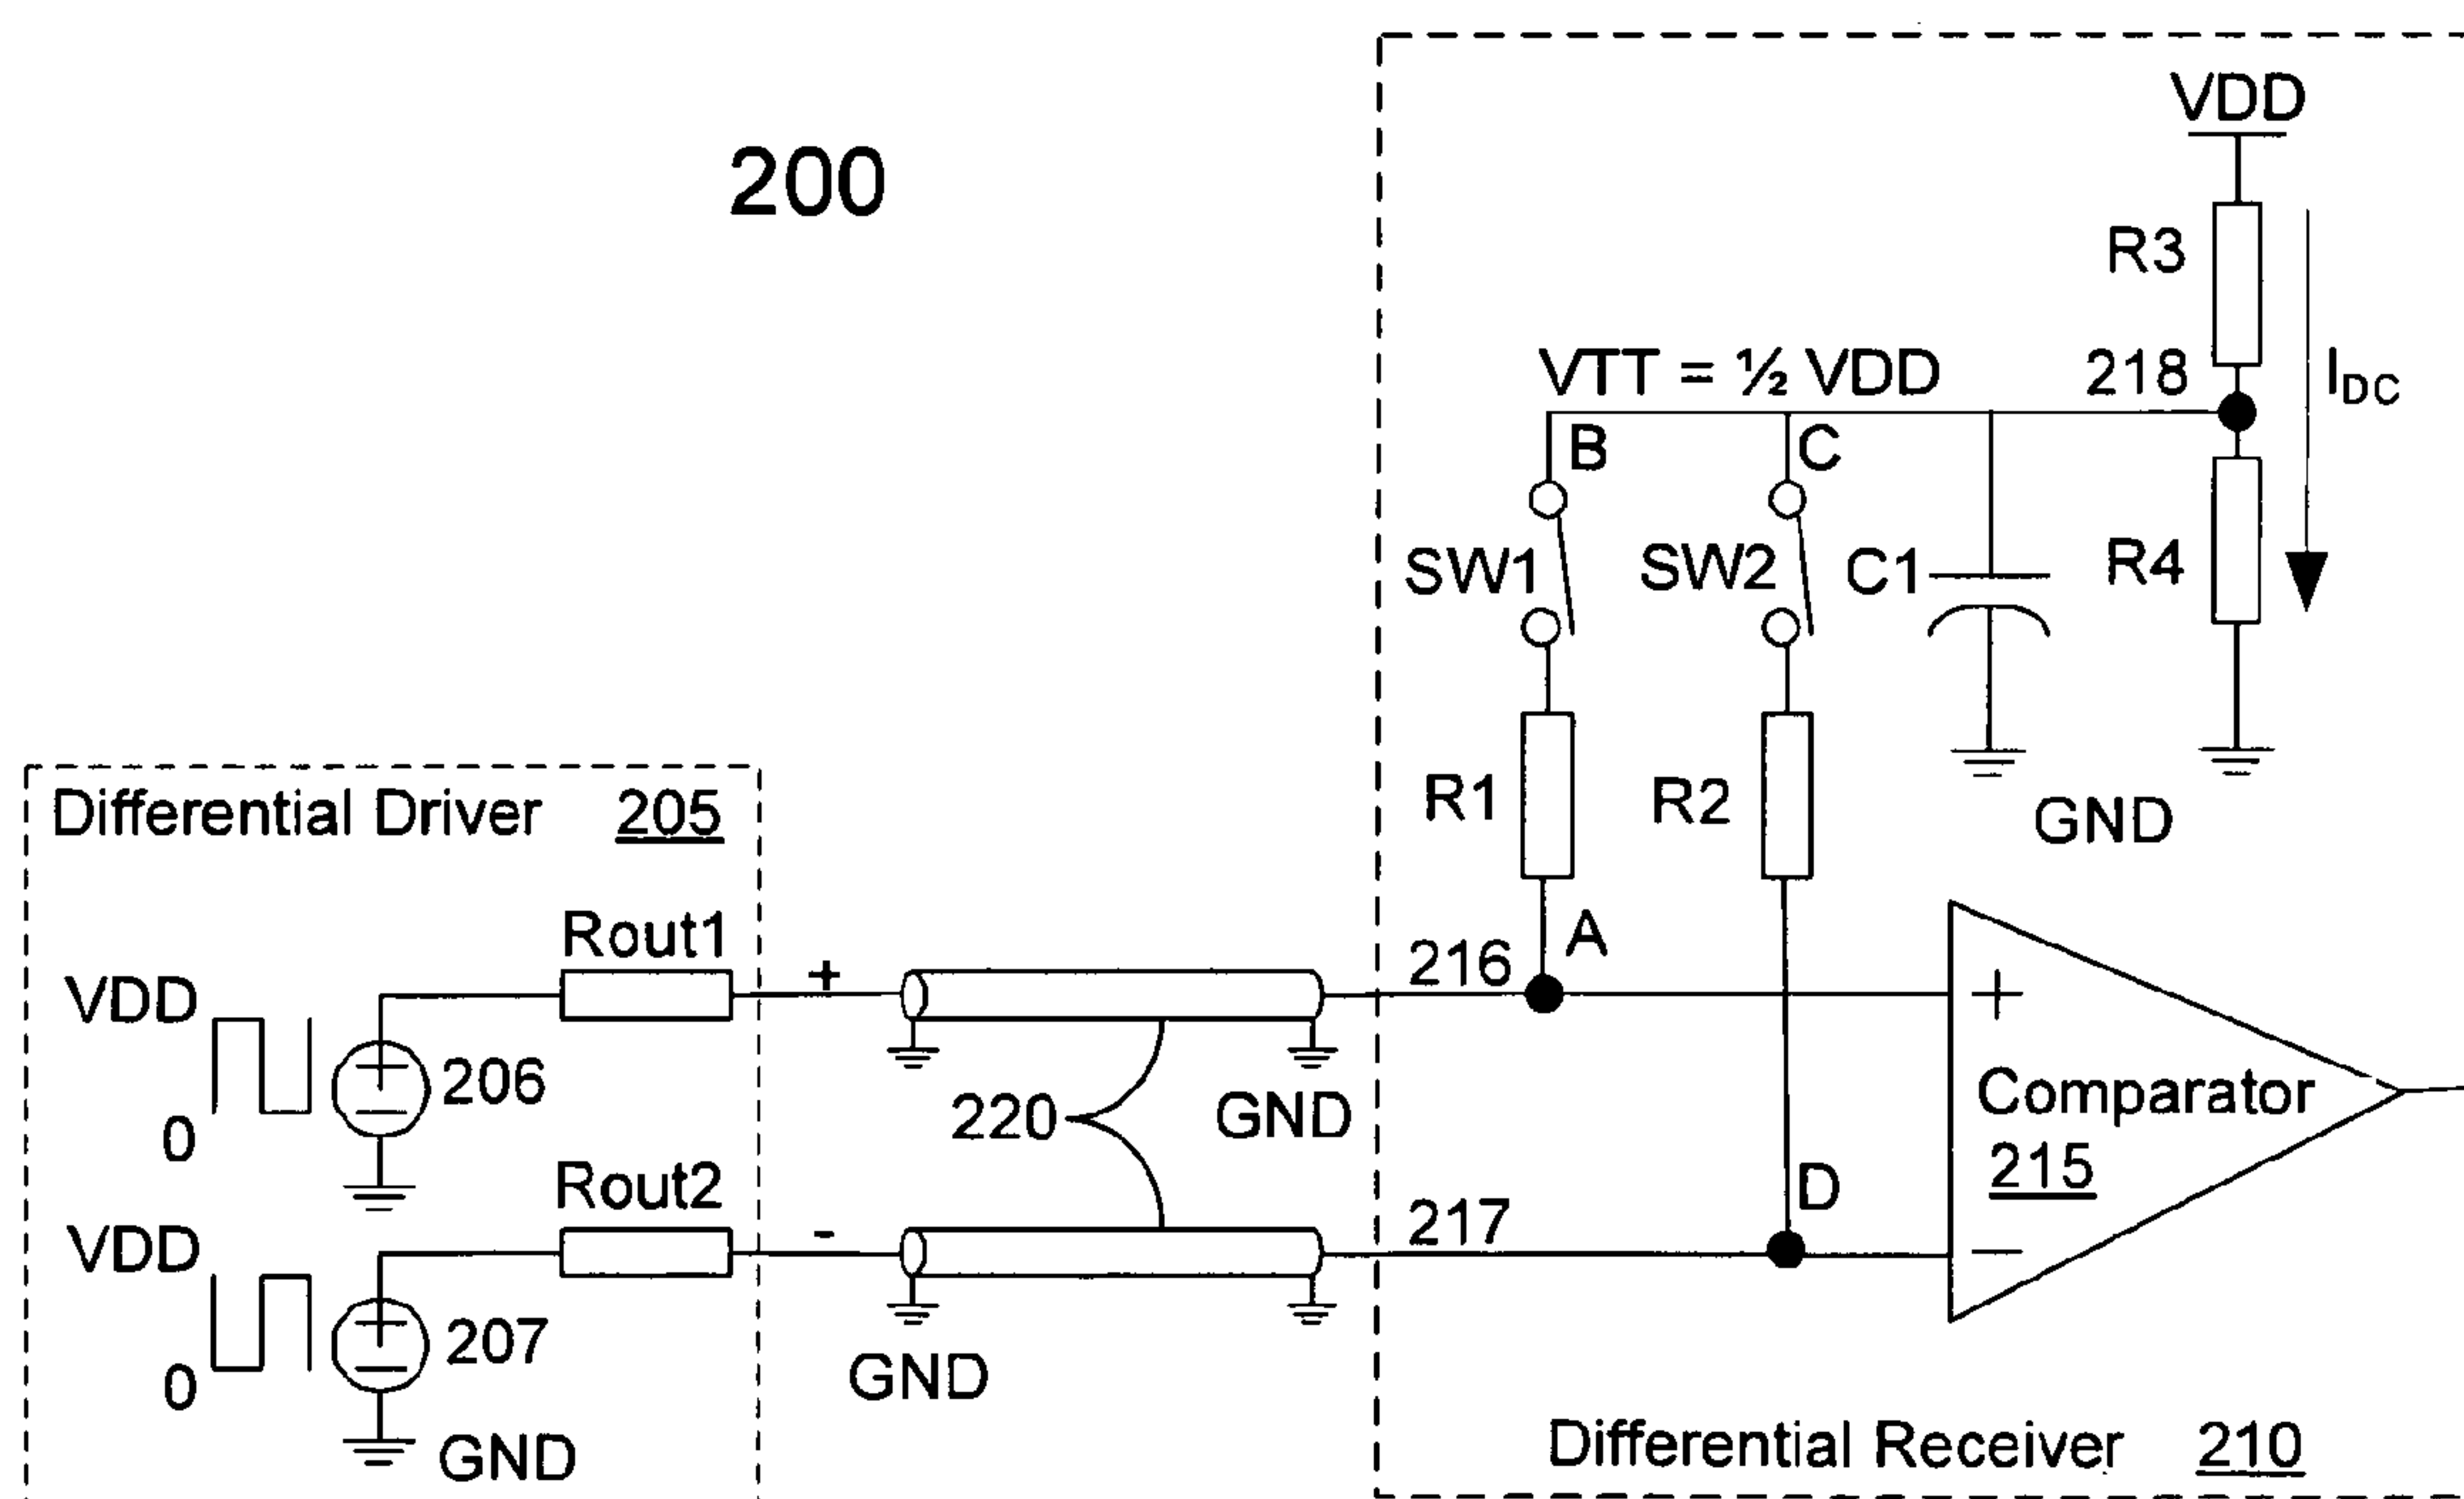 200
VDD
R3
VTT = ½ VDD
218
IDC
B
C
SW1
SW2
C1
R4
R1
R2
GND
Differential Driver 205
Rout1
+
216
A
VDD
0
206
+
220
GND
Comparator
215
Rout2
-
217
D
VDD
0
207
GND
GND
Differential Receiver 210